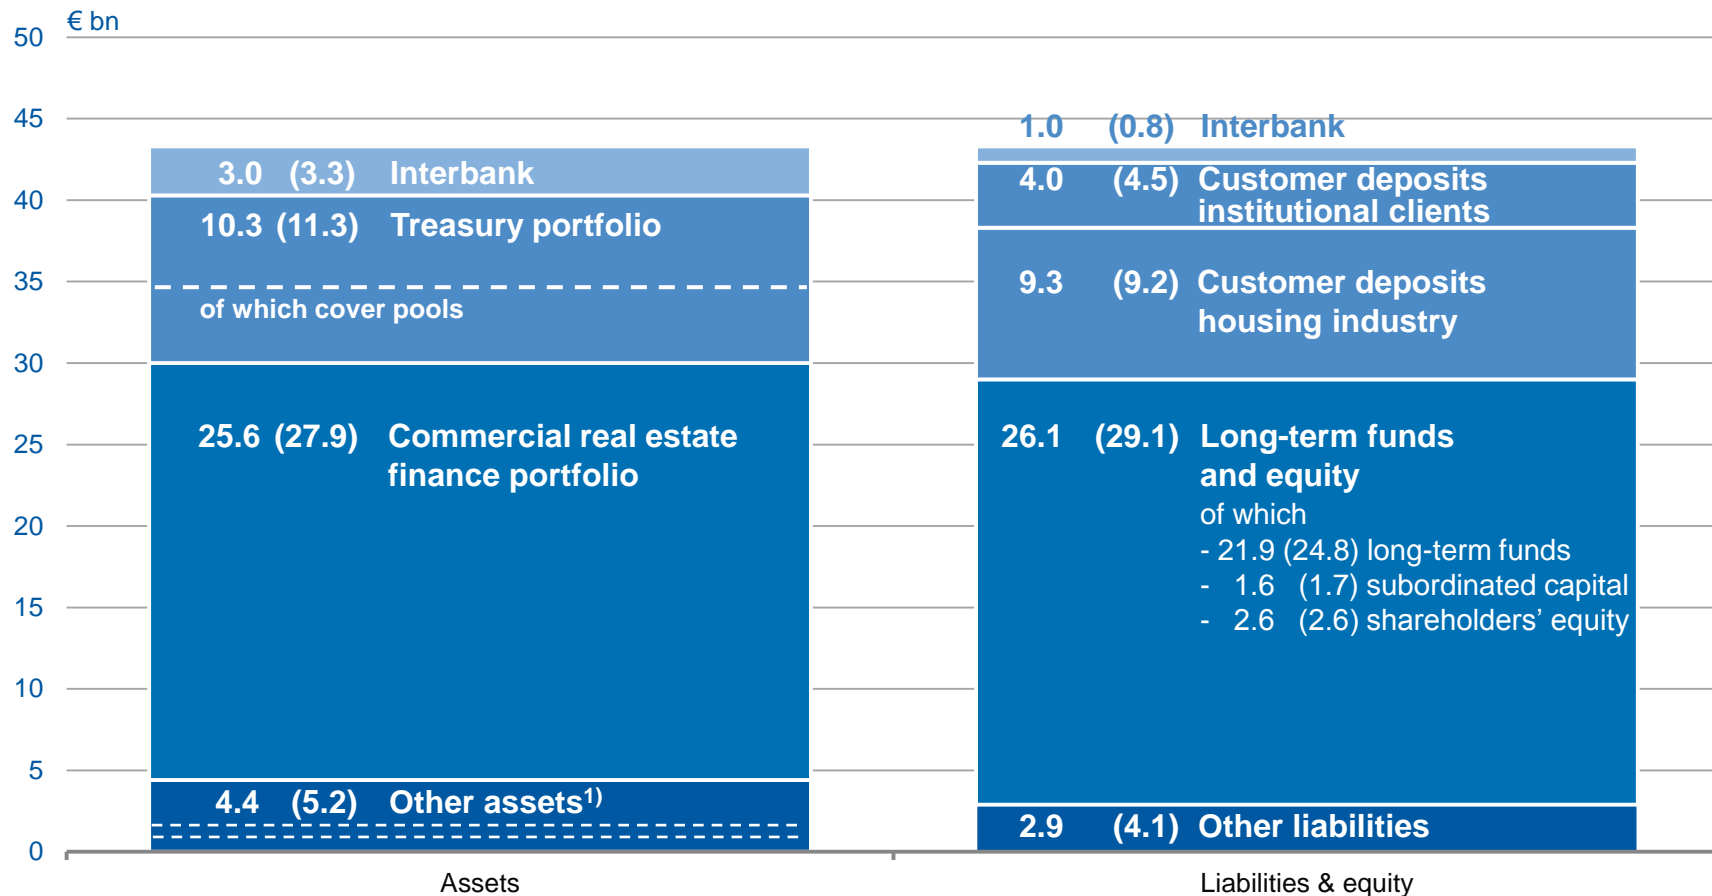 € bn
50
45
40
35
30
25
20
15
10
5
0
3.0 (3.3) Interbank
10.3 (11.3) Treasury portfolio
of which cover pools
25.6 (27.9) Commercial real estate
finance portfolio
4.4 (5.2) Other assets1)
Assets
1.0 (0.8) Interbank
4.0 (4.5) Customer deposits
institutional clients
9.3 (9.2) Customer deposits
housing industry
26.1 (29.1) Long-term funds
and equity
of which
- 21.9 (24.8) long-term funds
- 1.6 (1.7) subordinated capital
- 2.6 (2.6) shareholders’ equity
2.9 (4.1) Other liabilities
Liabilities & equity